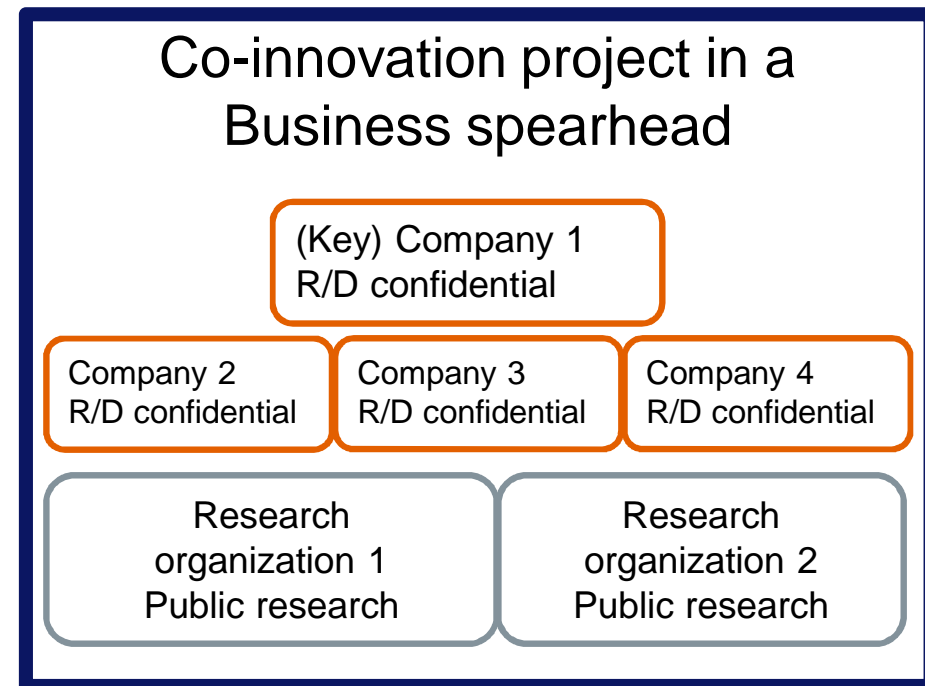 Co-innovation project in a
Business spearhead
(Key) Company 1
R/D confidential
Company 2
R/D confidential
Company 3
R/D confidential
Company 4
R/D confidential
Research
organization 1
Public research
Research
organization 2
Public research